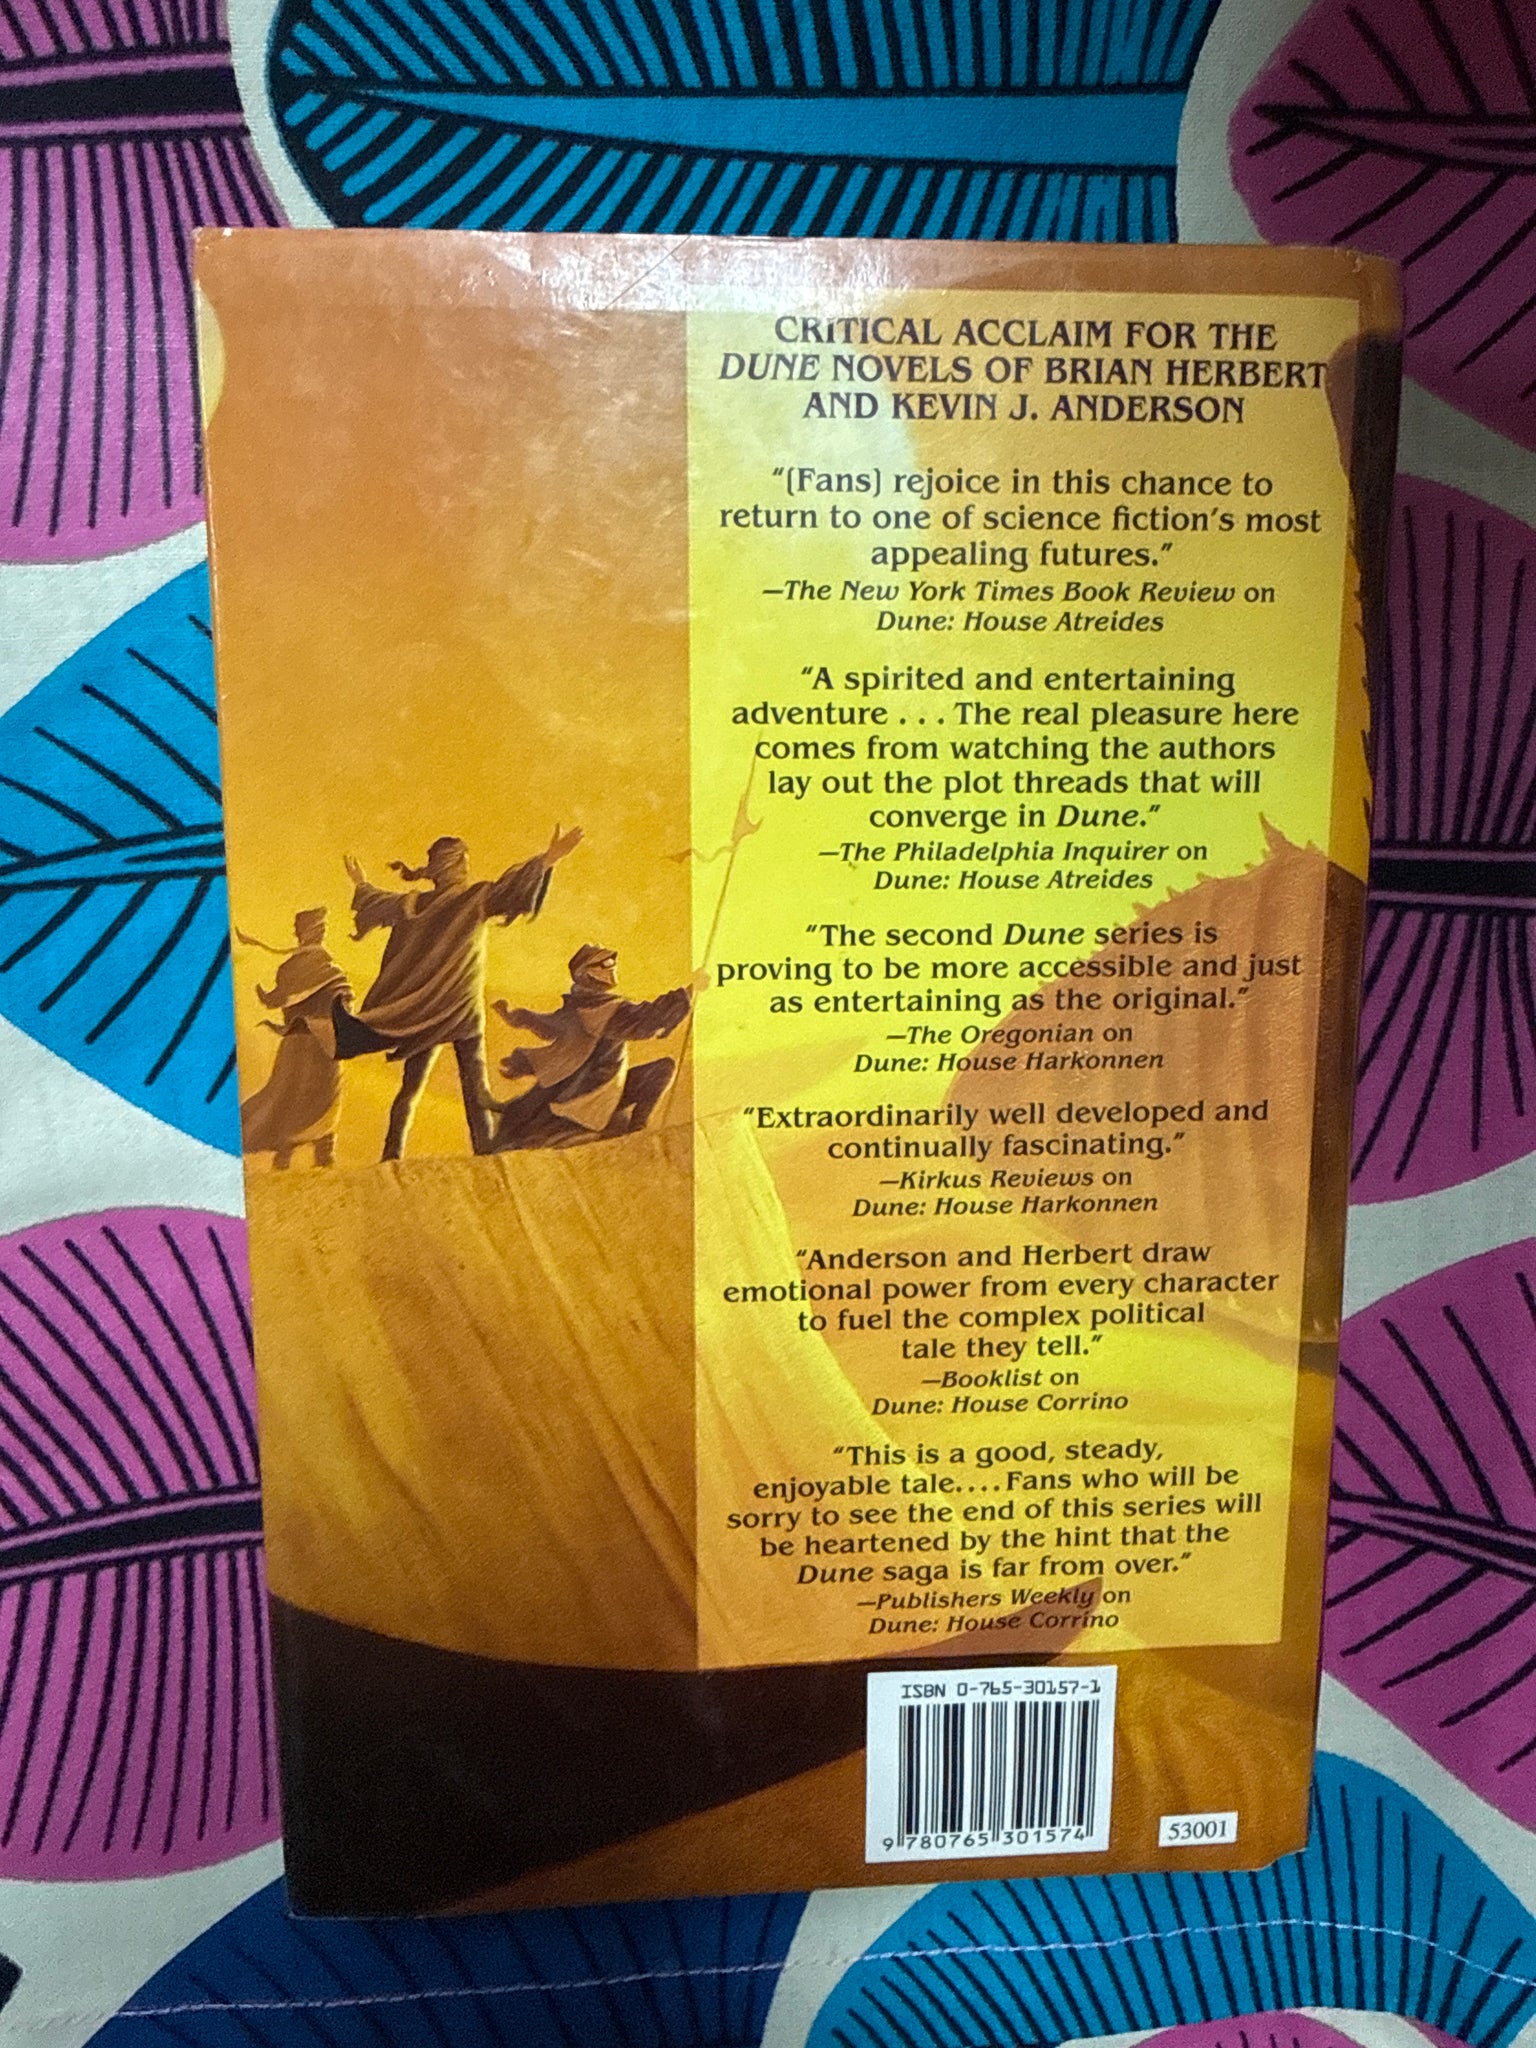 CRITICAL ACCLAIM FOR THE
DUNE NOVELS OF BRIAN HERBERT
AND KEVIN J. ANDERSON
“[Fans] rejoice in this chance to
return to one of science fiction’s most
appealing futures.”
—The New York Times Book Review on
Dune: House Atreides
“A spirited and entertaining
adventure . . . The real pleasure here
comes from watching the authors
lay out the plot threads that will
converge in Dune.”
—The Philadelphia Inquirer on
Dune: House Atreides
“The second Dune series is
proving to be more accessible and just
as entertaining as the original.”
—The Oregonian on
Dune: House Harkonnen
“Extraordinarily well developed and
continually fascinating.”
—Kirkus Reviews on
Dune: House Harkonnen
“Anderson and Herbert draw
emotional power from every character
to fuel the complex political
tale they tell.”
—Booklist on
Dune: House Corrino
“This is a good, steady,
enjoyable tale. . . . Fans who will be
sorry to see the end of this series will
be heartened by the hint that the
Dune saga is far from over.”
—Publishers Weekly on
Dune: House Corrino
ISBN 0-765-30157-1
9 780765 301574
53001